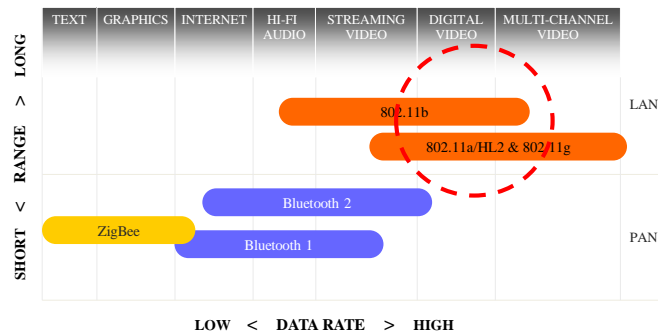 TEXT
GRAPHICS
INTERNET
HI-FI
AUDIO
STREAMING
VIDEO
DIGITAL
VIDEO
MULTI-CHANNEL
VIDEO
SHORT < RANGE > LONG
802.11b
LAN
802.11a/HL2 & 802.11g
Bluetooth 2
ZigBee
PAN
Bluetooth 1
LOW < DATA RATE > HIGH